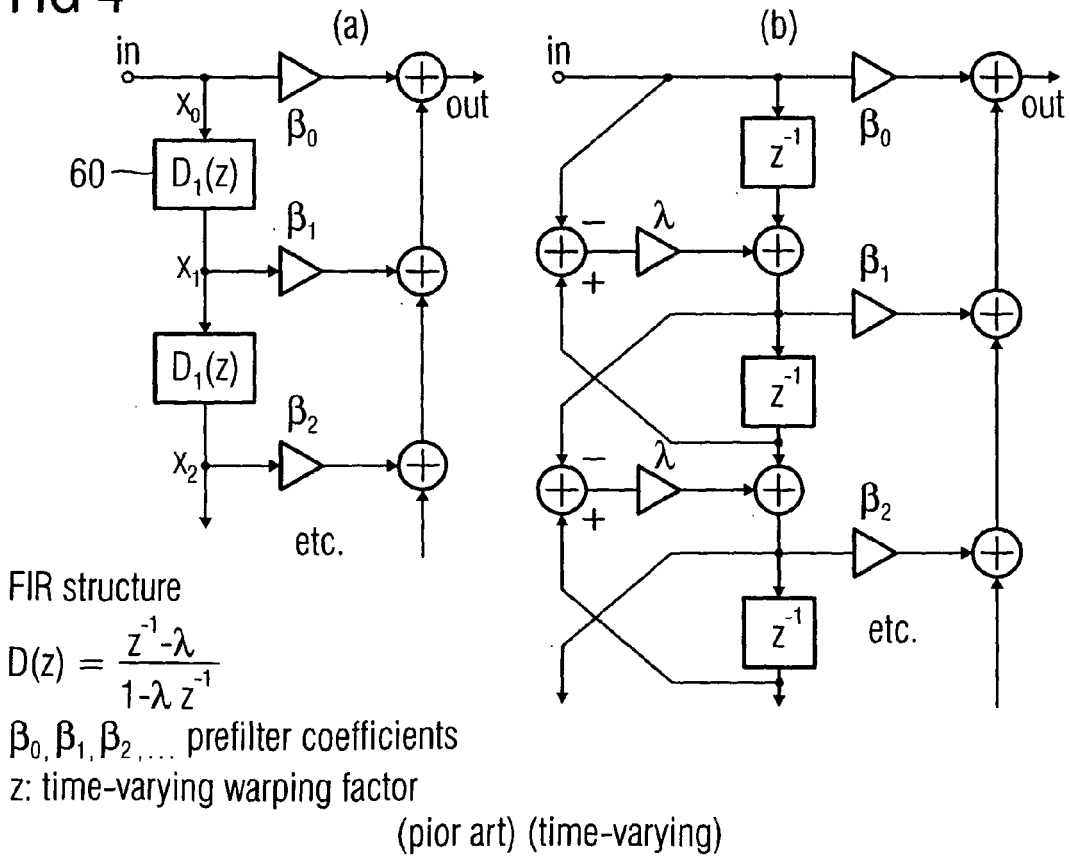 FIG 4
(a)
in
X₀
β₀
out
60
D₁(z)
β₁
X₁
D₁(z)
β₂
X₂
etc.
(b)
in
z⁻¹
β₀
out
−
λ
+
β₁
z⁻¹
−
λ
+
β₂
z⁻¹
etc.
FIR structure
D(z) = (z⁻¹-λ)/(1-λ z⁻¹)
β₀, β₁, β₂, ... prefilter coefficients
z: time-varying warping factor
(pior art) (time-varying)